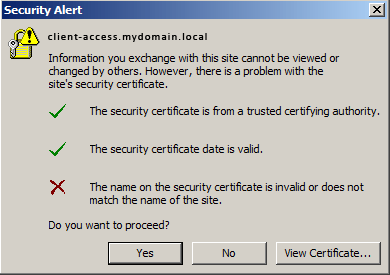 Security Alert
client-access.mydomain.local
Information you exchange with this site cannot be viewed or
changed by others. However, there is a problem with the
site's security certificate.
The security certificate is from a trusted certifying authority.
The security certificate date is valid.
The name on the security certificate is invalid or does not
match the name of the site.
Do you want to proceed?
Yes
No
View Certificate...